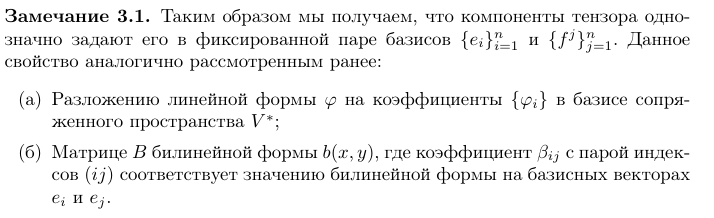 Замечание 3.1. Таким образом мы получаем, что компоненты тензора одно-
значно задают его в фиксированной паре базисов $\{e_i\}_{i=1}^n$ и $\{f^j\}_{j=1}^n$. Данное
свойство аналогично рассмотренным ранее:
(а) Разложению линейной формы $\varphi$ на коэффициенты $\{\varphi_i\}$ в базисе сопря-
женного пространства $V^*$;
(б) Матрице $B$ билинейной формы $b(x, y)$, где коэффициент $\beta_{ij}$ с парой индек-
сов $(ij)$ соответствует значению билинейной формы на базисных векторах
$e_i$ и $e_j$.